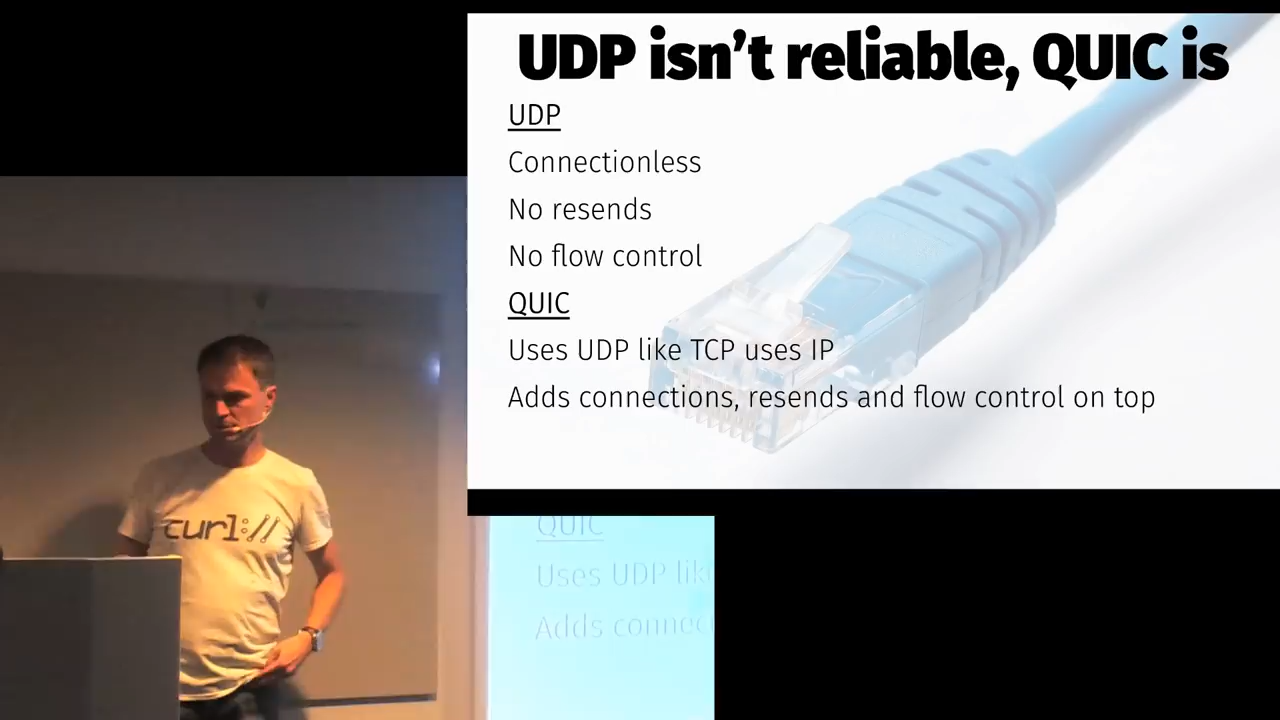 UDP isn't reliable, QUIC is
UDP
Connectionless
No resends
No flow control
QUIC
Uses UDP like TCP uses IP
Adds connections, resends and flow control on top
curl://
QUIC
Uses UDP lik
Adds connec